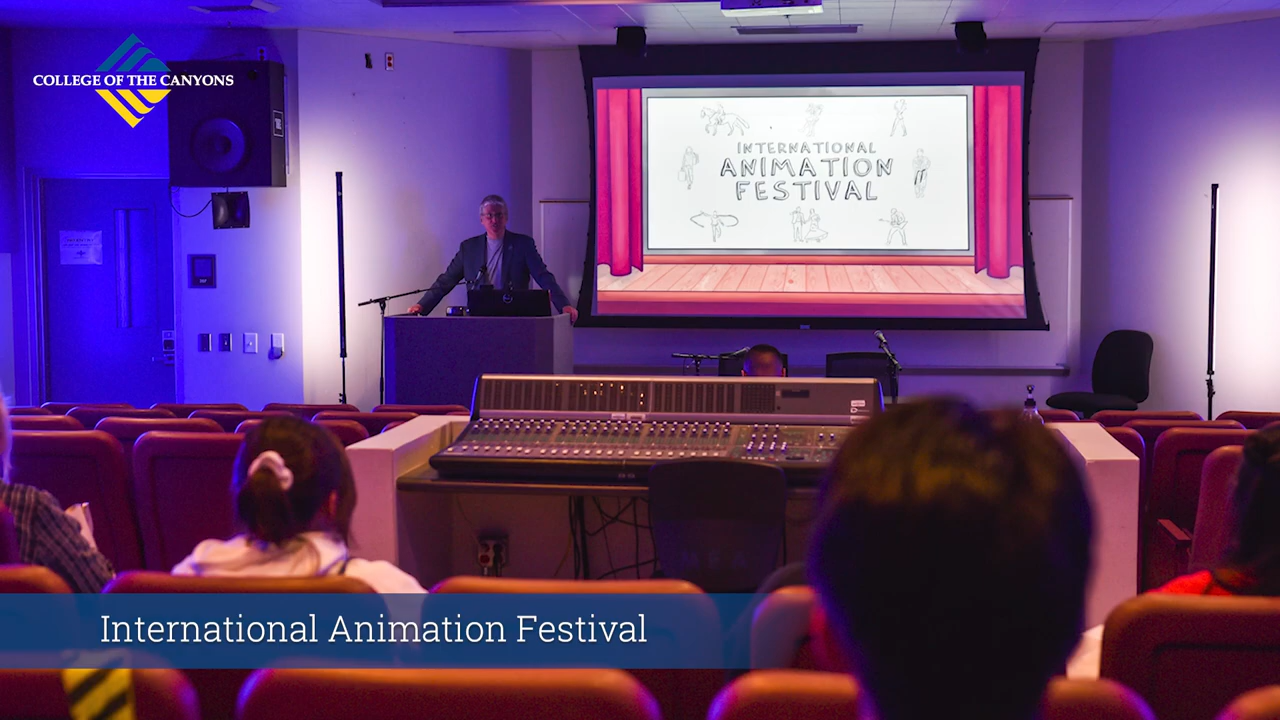 COLLEGE OF THE CANYONS
INTERNATIONAL
ANIMATION
FESTIVAL
International Animation Festival